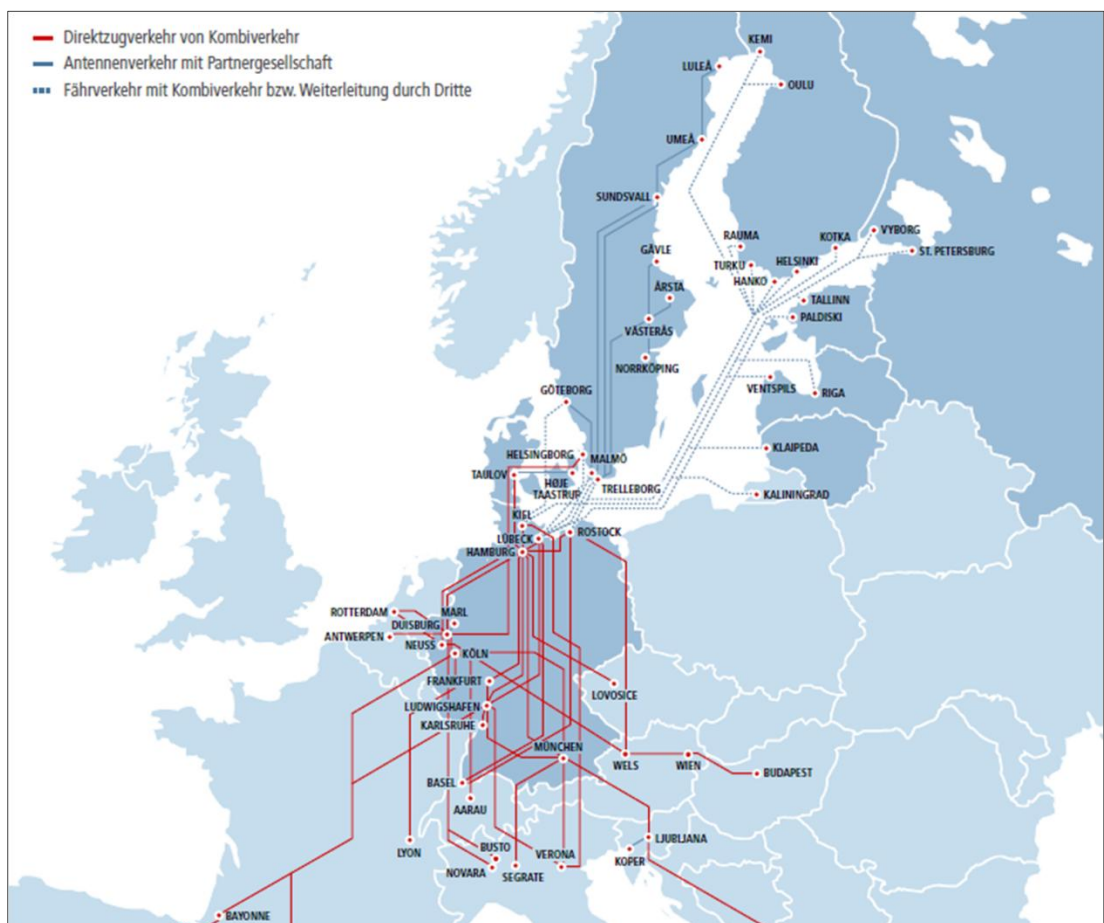 Direktzugverkehr von Kombiverkehr
Antennenverkehr mit Partnergesellschaft
Fährverkehr mit Kombiverkehr bzw. Weiterleitung durch Dritte
KEMI
LULEÅ
OULU
UMEÅ
SUNDSVALL
RAUMA
KOTKA
VYBORG
GÄVLE
TURKU
HELSINKI
ST. PETERSBURG
HANKO
ÅRSTA
TALLINN
PALDISKI
VÄSTERÅS
NORRKÖPING
GÖTEBORG
VENTSPILS
RIGA
HELSINGBORG
MALMÖ
KLAIPEDA
TAULOV
HØJE
TAASTRUP
TRELLEBORG
KALININGRAD
KIEL
LÜBECK
ROSTOCK
HAMBURG
ROTTERDAM
MARL
DUISBURG
ANTWERPEN
NEUSS
KÖLN
FRANKFURT
LOVOSICE
LUDWIGSHAFEN
KARLSRUHE
MÜNCHEN
WELS
WIEN
BUDAPEST
BASEL
AARAU
LJUBLJANA
LYON
BUSTO
VERONA
KOPER
NOVARA
SEGRATE
BAYONNE